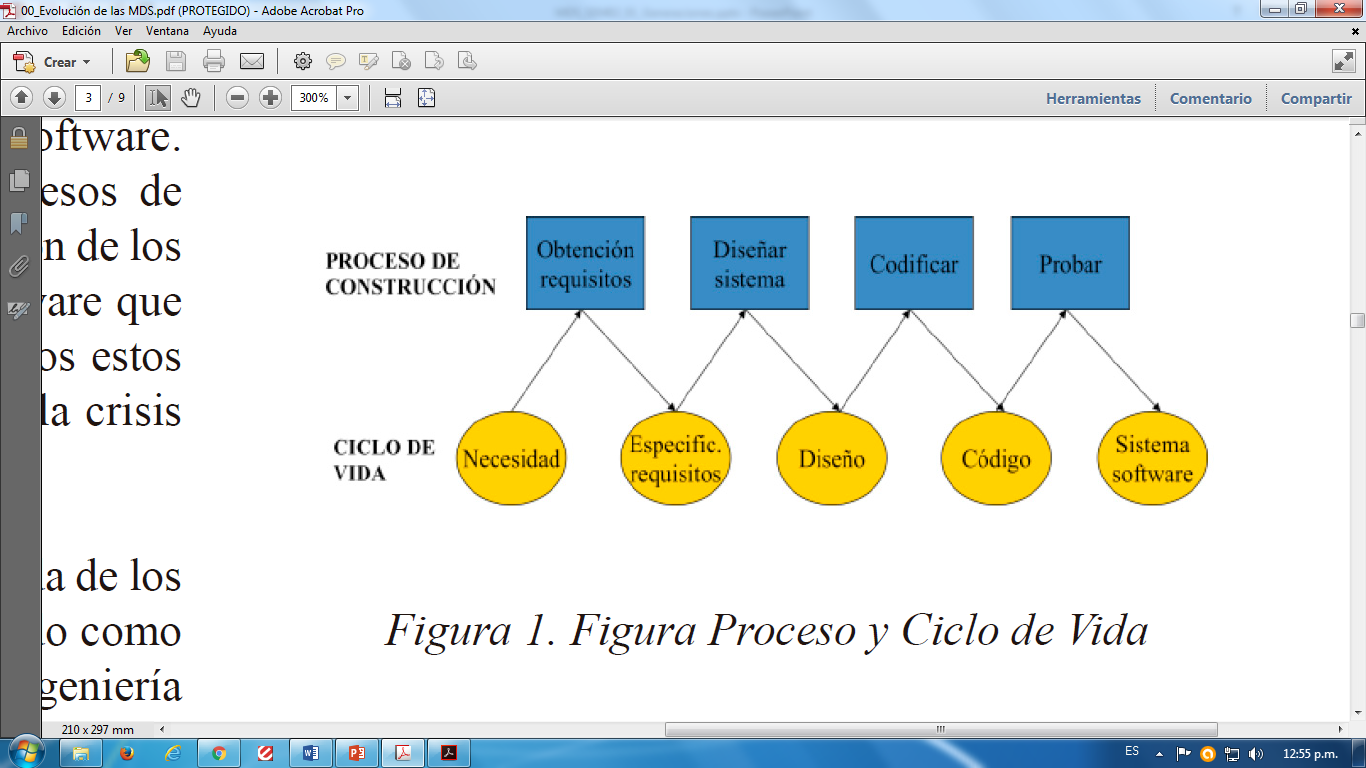 00_Evolución de las MDS.pdf (PROTEGIDO) - Adobe Acrobat Pro
Archivo Edición Ver Ventana Ayuda
Crear
3 / 9 300% Herramientas Comentario Compartir
oftware.
esos de
ón de los
vare que
os estos
la crisis
PROCESO DE
CONSTRUCCIÓN
Obtención
requisitos
Diseñar
sistema
Codificar
Probar
CICLO DE
VIDA
Necesidad
Especific.
requisitos
Diseño
Código
Sistema
software
a de los
o como
geniería
Figura 1. Figura Proceso y Ciclo de Vida
210 x 297 mm
ES 12:55 p.m.